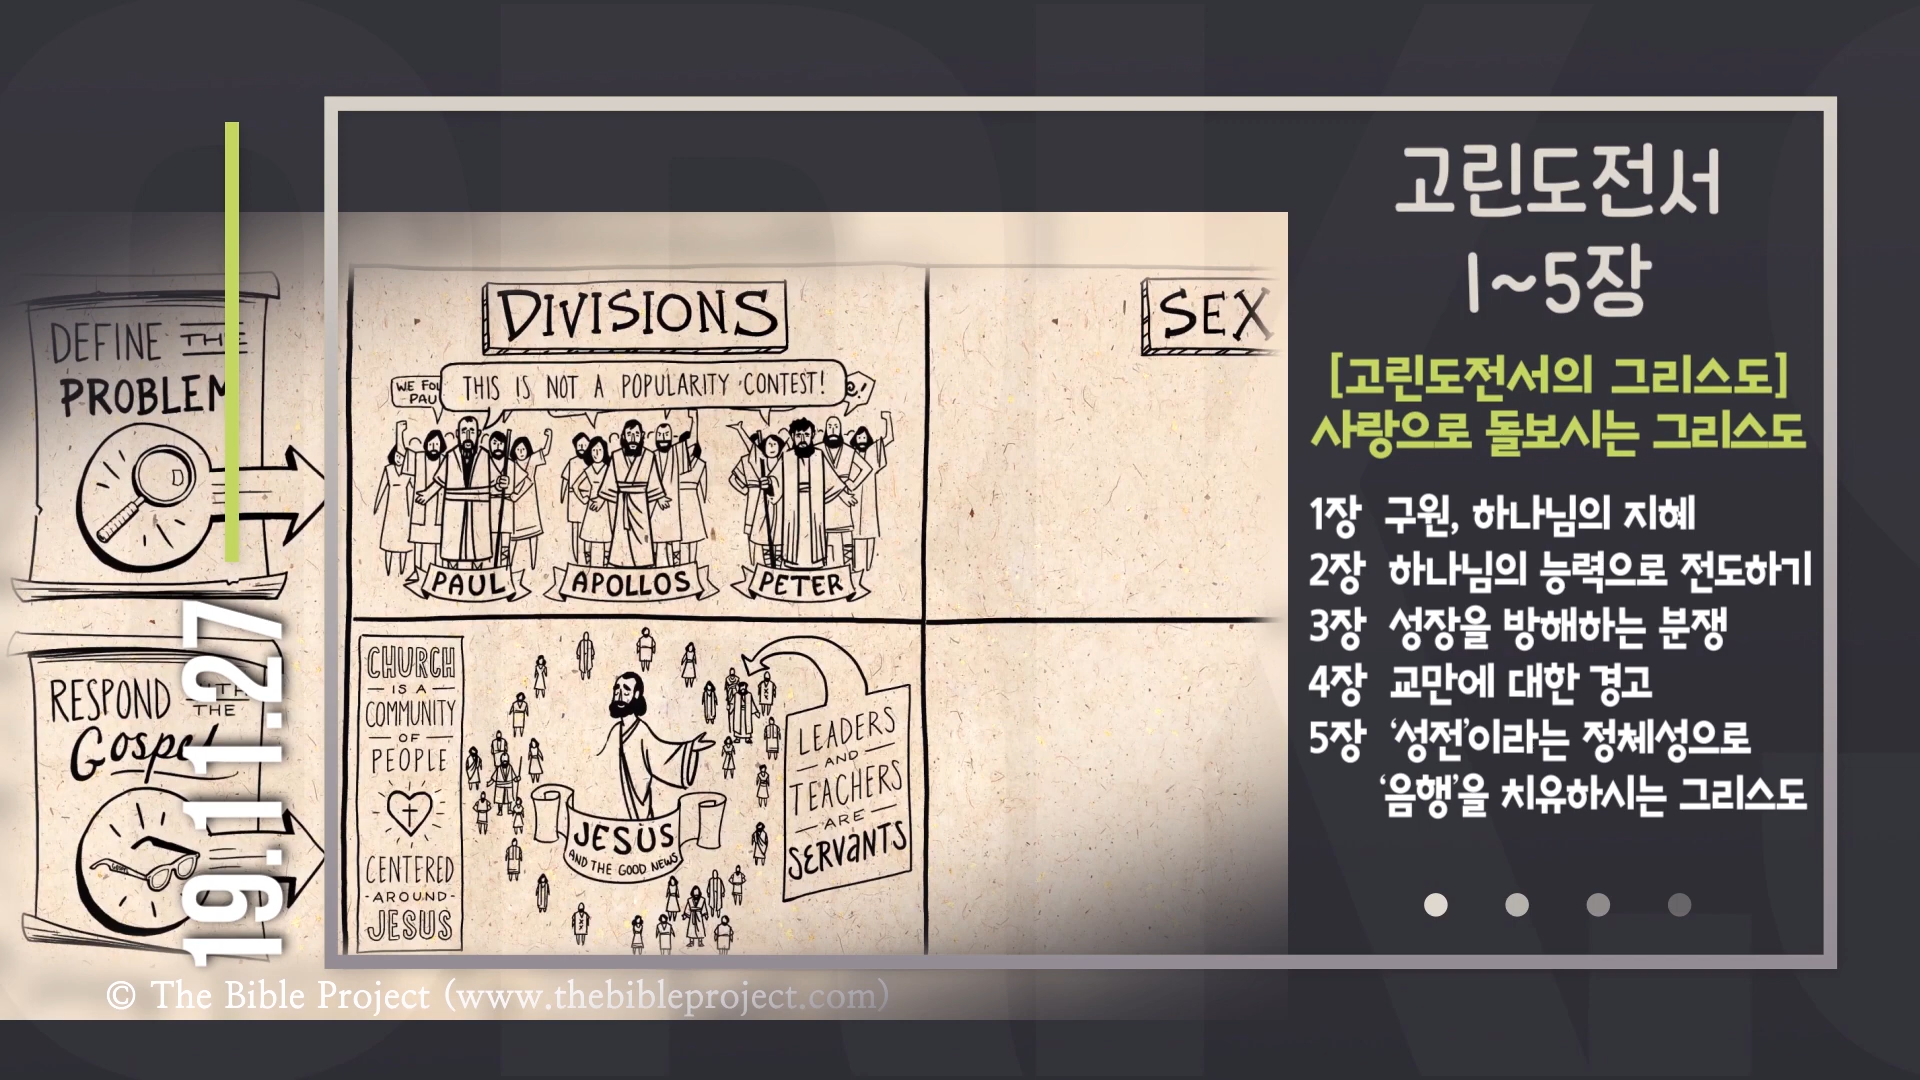 DEFINE THE
PROBLEM
RESPOND
THE
Gospel
19.11.27
DIVISIONS
SEX
WE FOL
PAU
THIS IS NOT A POPULARITY CONTEST!
PAUL
APOLLOS
PETER
CHURCH
IS A
COMMUNITY
OF
PEOPLE
CENTERED
AROUND
JESUS
JESUS
AND THE GOOD NEWS
LEADERS
AND
TEACHERS
ARE
SERVANTS
고린도전서
1~5장
[고린도전서의 그리스도]
사랑으로 돌보시는 그리스도
1장 구원, 하나님의 지혜
2장 하나님의 능력으로 전도하기
3장 성장을 방해하는 분쟁
4장 교만에 대한 경고
5장 ‘성전’이라는 정체성으로
‘음행’을 치유하시는 그리스도
© The Bible Project (www.thebibleproject.com)